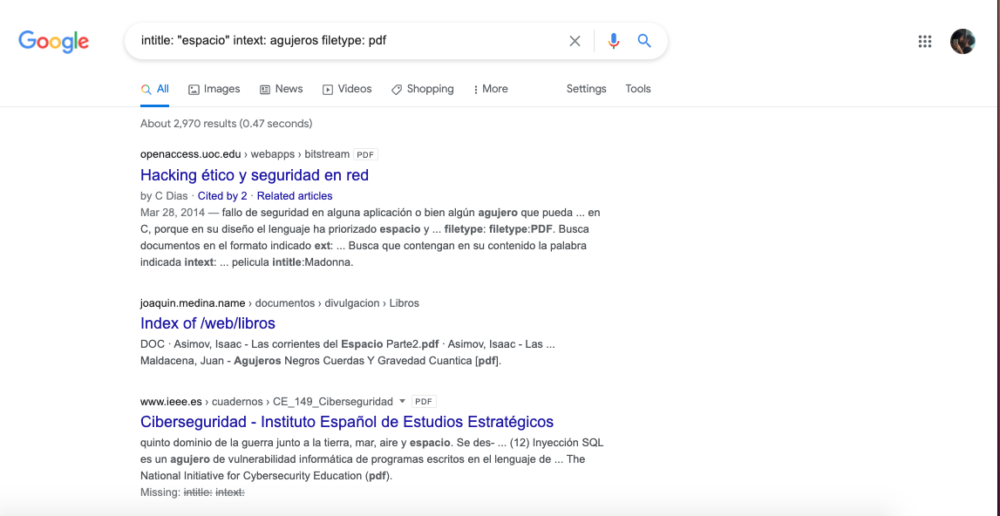 Google
intitle: "espacio" intext: agujeros filetype: pdf
All Images News Videos Shopping More Settings Tools
About 2,970 results (0.47 seconds)
openaccess.uoc.edu › webapps › bitstream PDF
Hacking ético y seguridad en red
by C Dias · Cited by 2 · Related articles
Mar 28, 2014 — fallo de seguridad en alguna aplicación o bien algún agujero que pueda ... en
C, porque en su diseño el lenguaje ha priorizado espacio y ... filetype: filetype:PDF. Busca
documentos en el formato indicado ext: ... Busca que contengan en su contenido la palabra
indicada intext: ... pelicula intitle:Madonna.
joaquin.medina.name › documentos › divulgacion › Libros
Index of /web/libros
DOC · Asimov, Isaac - Las corrientes del Espacio Parte2.pdf · Asimov, Isaac - Las ...
Maldacena, Juan - Agujeros Negros Cuerdas Y Gravedad Cuantica [pdf].
www.ieee.es › cuadernos › CE_149_Ciberseguridad PDF
Ciberseguridad - Instituto Español de Estudios Estratégicos
quinto dominio de la guerra junto a la tierra, mar, aire y espacio. Se des- ... (12) Inyección SQL
es un agujero de vulnerabilidad informática de programas escritos en el lenguaje de ... The
National Initiative for Cybersecurity Education (pdf).
Missing: intitle: intext: